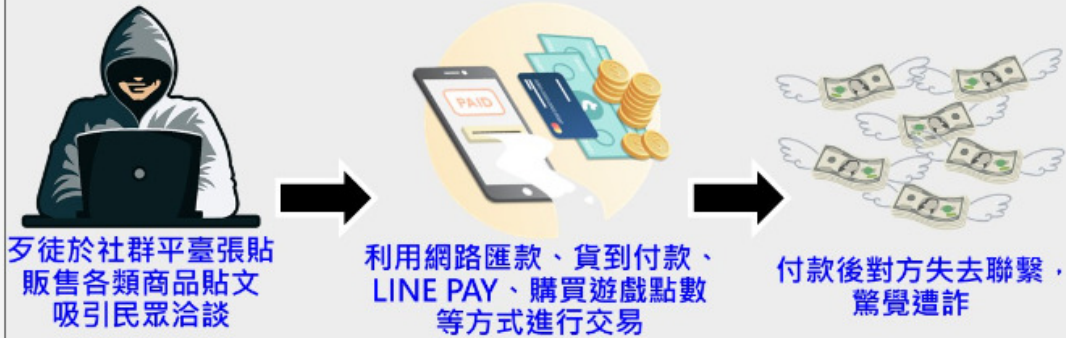 歹徒於社群平臺張貼
販售各類商品貼文
吸引民眾洽談
PAID
利用網路匯款、貨到付款、
LINE PAY、購買遊戲點數
等方式進行交易
付款後對方失去聯繫，
驚覺遭詐